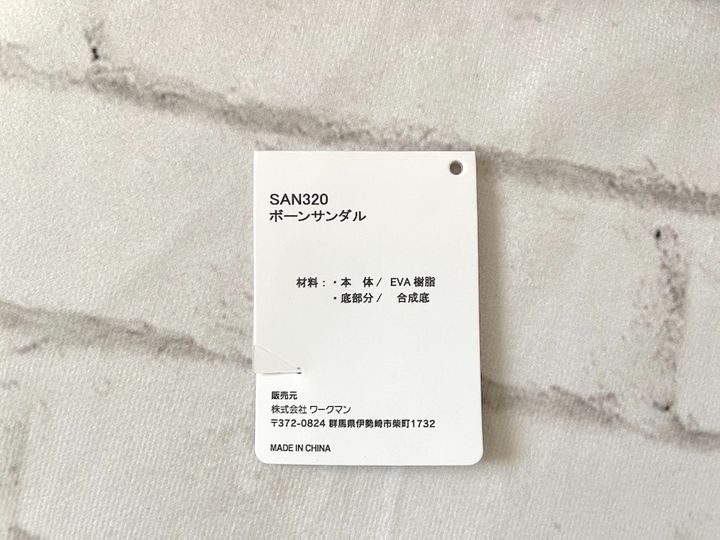 SAN320
ボーンサンダル
材料：・本　体 / EVA 樹脂
・底部分 / 合成底
販売元
株式会社 ワークマン
〒372-0824 群馬県伊勢崎市柴町1732
MADE IN CHINA